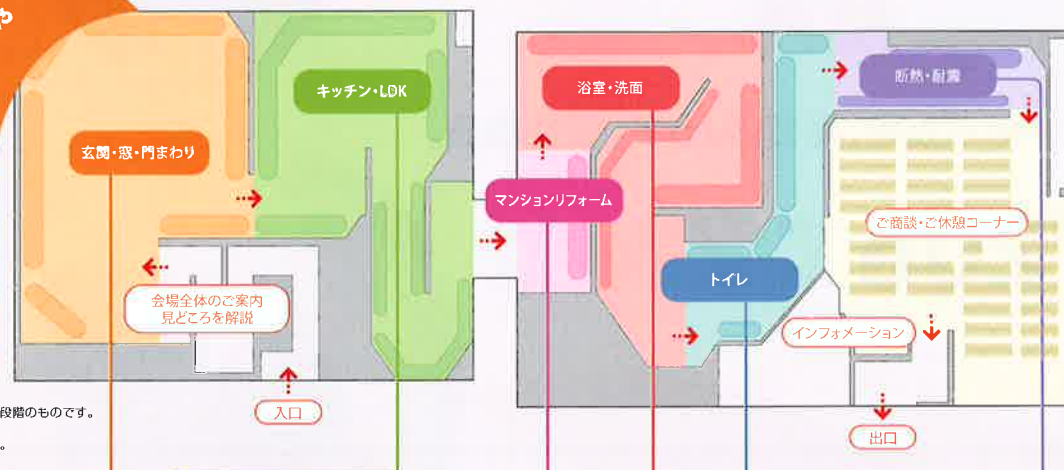 や
キッチン・LDK
浴室・洗面
断熱・耐震
玄関・窓・門まわり
マンションリフォーム
ご商談・ご休憩コーナー
トイレ
会場全体のご案内
見どころを解説
インフォメーション
段階のものです。
入口
出口
。